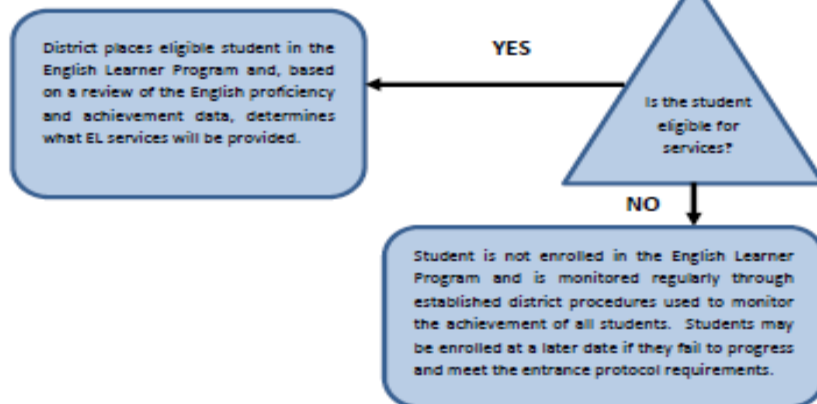 District places eligible student in the
English Learner Program and, based
on a review of the English proficiency
and achievement data, determines
what EL services will be provided.
YES
Is the student
eligible for
services?
NO
Student is not enrolled in the English Learner
Program and is monitored regularly through
established district procedures used to monitor
the achievement of all students. Students may
be enrolled at a later date if they fail to progress
and meet the entrance protocol requirements.